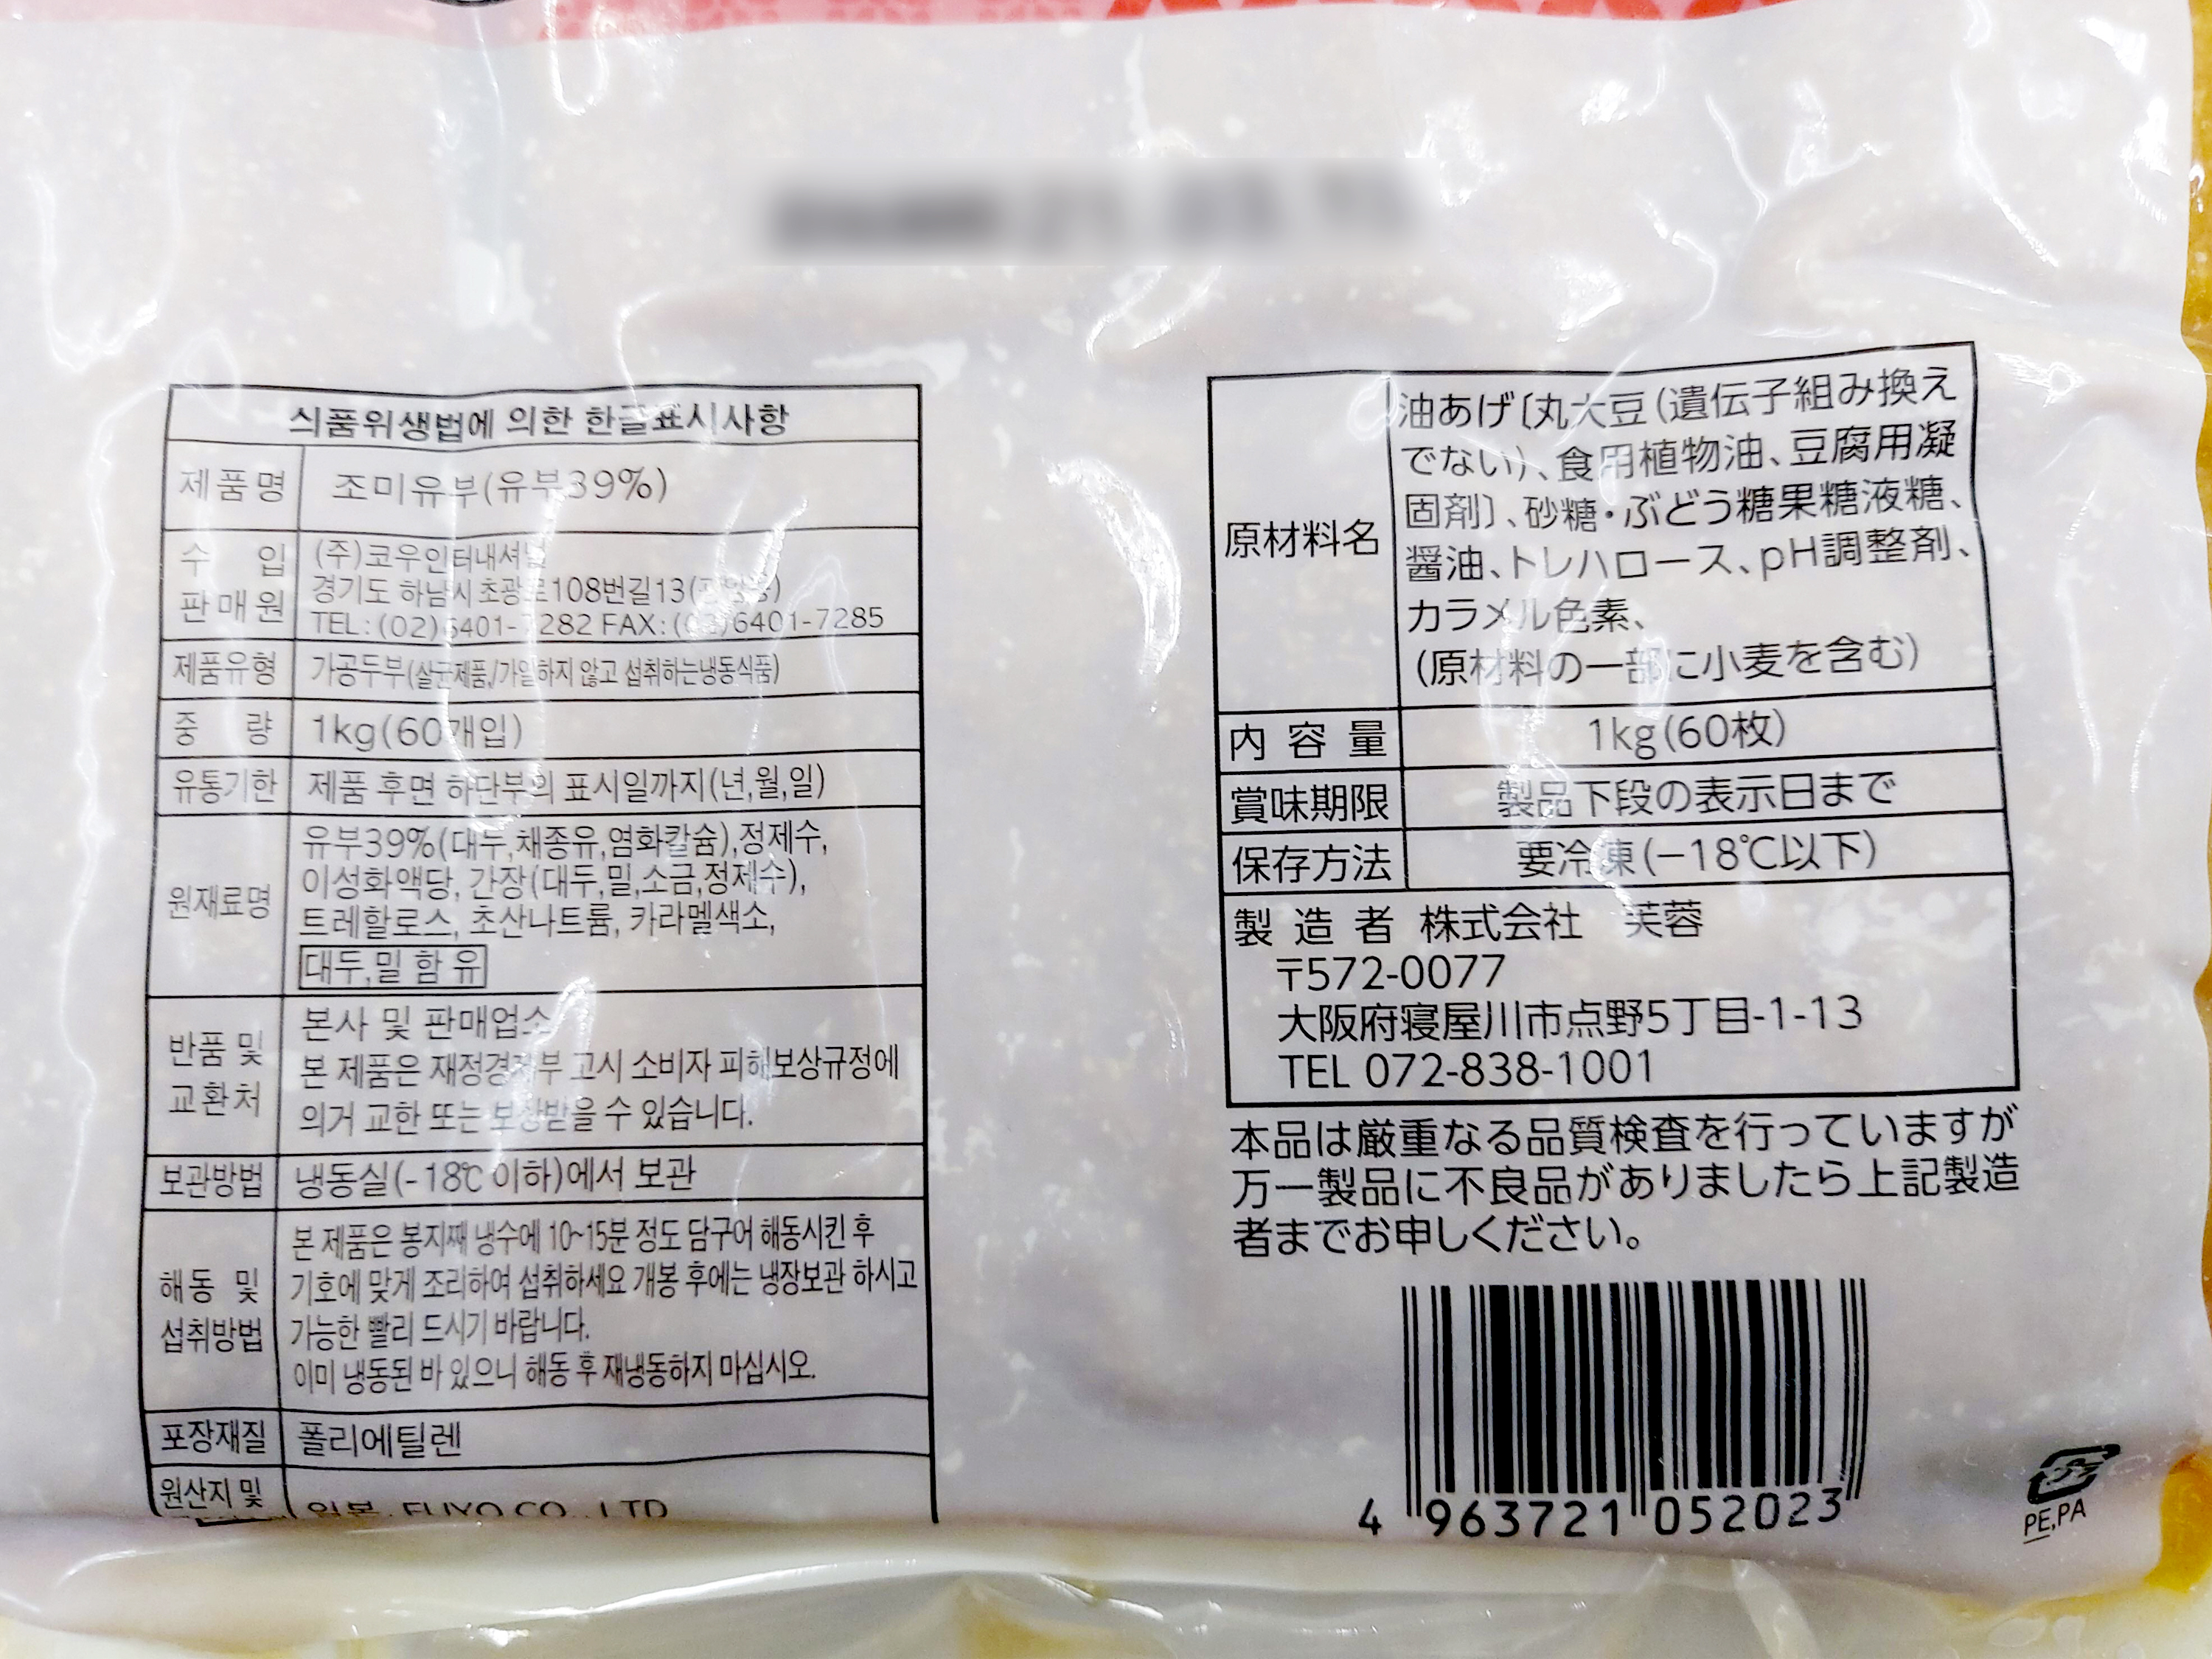 식품위생법에 의한 한글표시사항
제품명 조미유부(유부39%)
수 입 판매원
(주)코우인터내셔널
경기도 하남시 초광로108번길13
TEL:(02)6401-7282 FAX:(02)6401-7285
제품유형 가공두부(살균제품/가열하지 않고 섭취하는냉동식품)
중 량 1kg(60개입)
유통기한 제품 후면 하단부의 표시일까지(년,월,일)
원재료명
유부39%(대두,채종유,염화칼슘),정제수,
이성화액당, 간장(대두,밀,소금,정제수),
트레할로스, 초산나트륨, 카라멜색소,
대두,밀 함 유
반품 및 교환처
본사 및 판매업소
본 제품은 재정경제부 고시 소비자 피해보상규정에
의거 교한 또는 보상받을 수 있습니다.
보관방법 냉동실(-18℃ 이하)에서 보관
해동 및 섭취방법
본 제품은 봉지째 냉수에 10~15분 정도 담구어 해동시킨 후
기호에 맞게 조리하여 섭취하세요 개봉 후에는 냉장보관 하시고
가능한 빨리 드시기 바랍니다.
이미 냉동된 바 있으니 해동 후 재냉동하지 마십시오.
포장재질 폴리에틸렌
원산지 및
일본, FUYO CO., LTD
原材料名
油あげ〔丸大豆(遺伝子組み換え
でない)、食用植物油、豆腐用凝
固剤〕、砂糖・ぶどう糖果糖液糖、
醤油、トレハロース、pH調整剤、
カラメル色素、
(原材料の一部に小麦を含む)
内容量 1kg(60枚)
賞味期限 製品下段の表示日まで
保存方法 要冷凍(−18℃以下)
製造者 株式会社 芙蓉
〒572-0077
大阪府寝屋川市点野5丁目-1-13
TEL 072-838-1001
本品は厳重なる品質検査を行っていますが
万一製品に不良品がありましたら上記製造
者までお申しください。
4 963721 052023
プラ
PE,PA